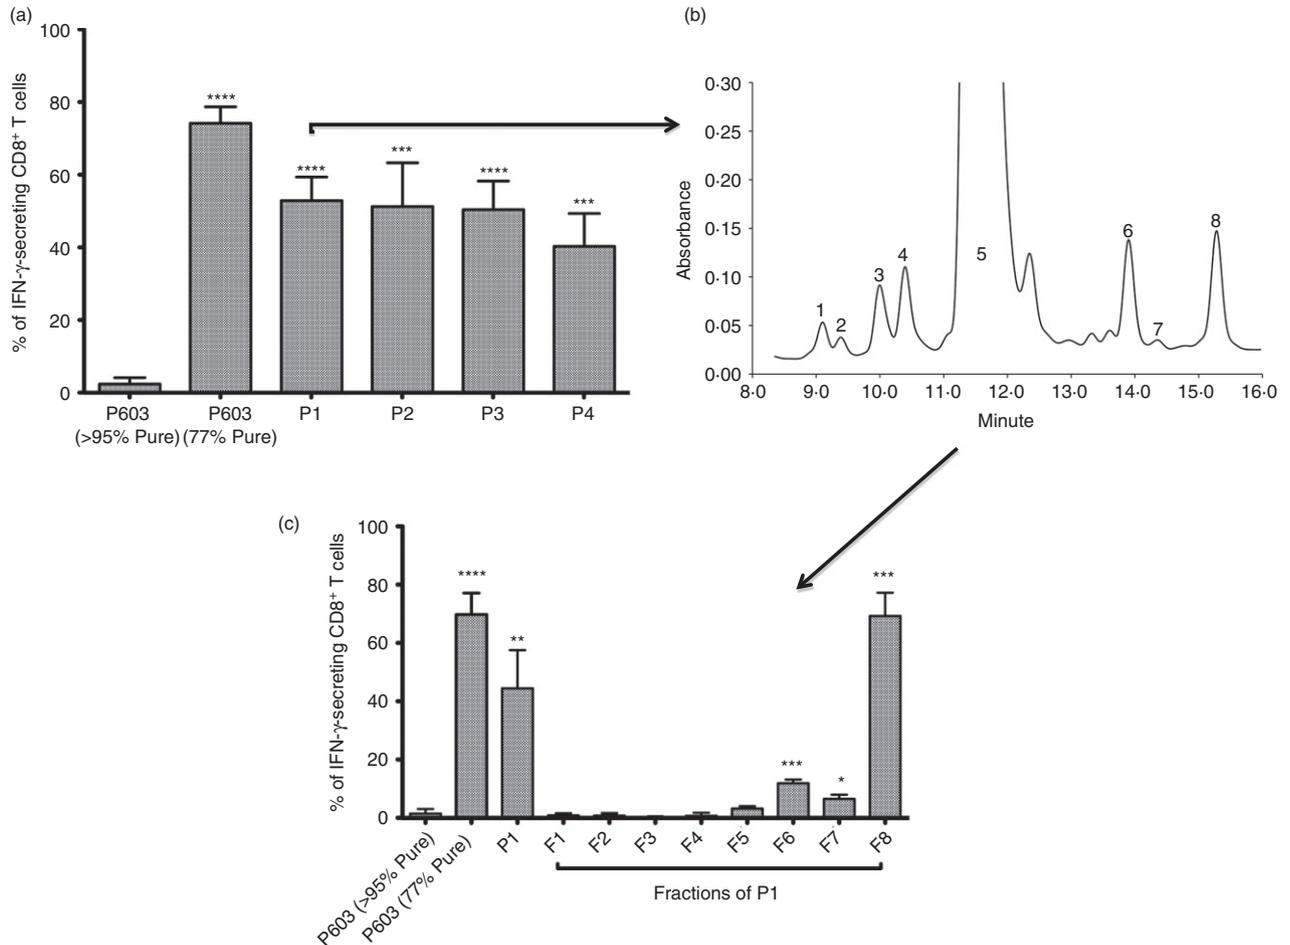 (a)
% of IFN-γ-secreting CD8+ T cells
100
80
60
40
20
0
****
****
***
****
***
P603
(>95% Pure)
P603
(77% Pure)
P1
P2
P3
P4
(b)
Absorbance
0·30
0·25
0·20
0·15
0·10
0·05
0·00
1
2
3
4
5
6
7
8
8·0 9·0 10·0 11·0 12·0 13·0 14·0 15·0 16·0
Minute
(c)
% of IFN-γ-secreting CD8+ T cells
100
80
60
40
20
0
****
**
***
*
***
P603 (>95% Pure)
P603 (77% Pure)
P1
F1
F2
F3
F4
F5
F6
F7
F8
Fractions of P1